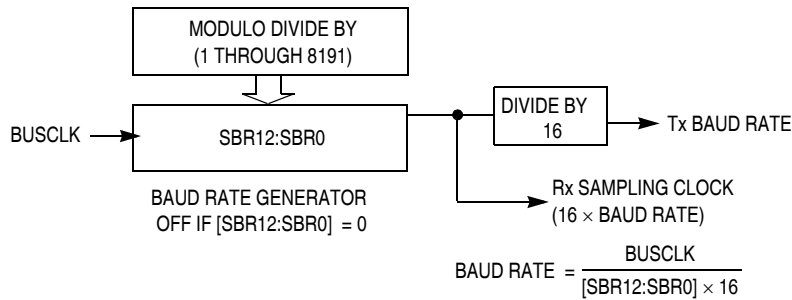 MODULO DIVIDE BY
(1 THROUGH 8191)
BUSCLK
SBR12:SBR0
DIVIDE BY
16
Tx BAUD RATE
BAUD RATE GENERATOR
OFF IF [SBR12:SBR0] = 0
Rx SAMPLING CLOCK
(16 × BAUD RATE)
BAUD RATE =
BUSCLK
[SBR12:SBR0] × 16